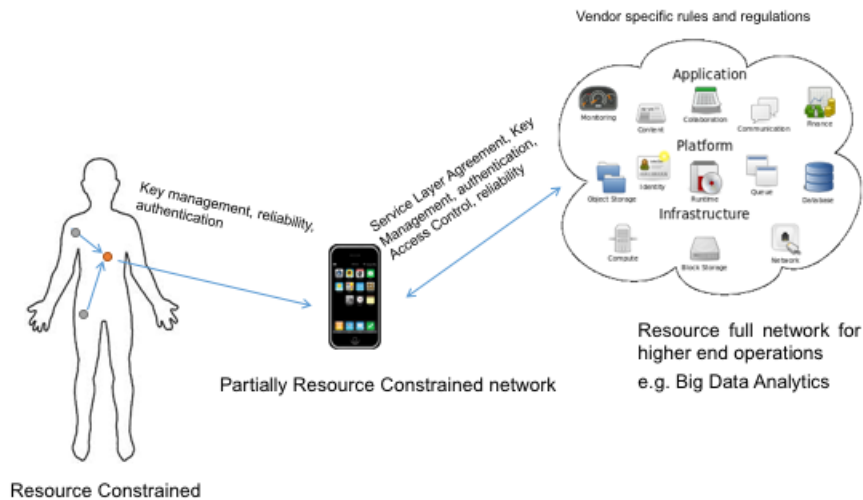 Vendor specific rules and regulations
Application
Monitoring
Content
Collaboration
Communication
Finance
Platform
Object Storage
Identity
Runtime
Queue
Database
Infrastructure
Compute
Block Storage
Network
Key management, reliability,
authentication
Service Layer Agreement, Key
Management, authentication,
Access Control, reliability
Resource full network for
higher end operations
e.g. Big Data Analytics
Partially Resource Constrained network
Resource Constrained